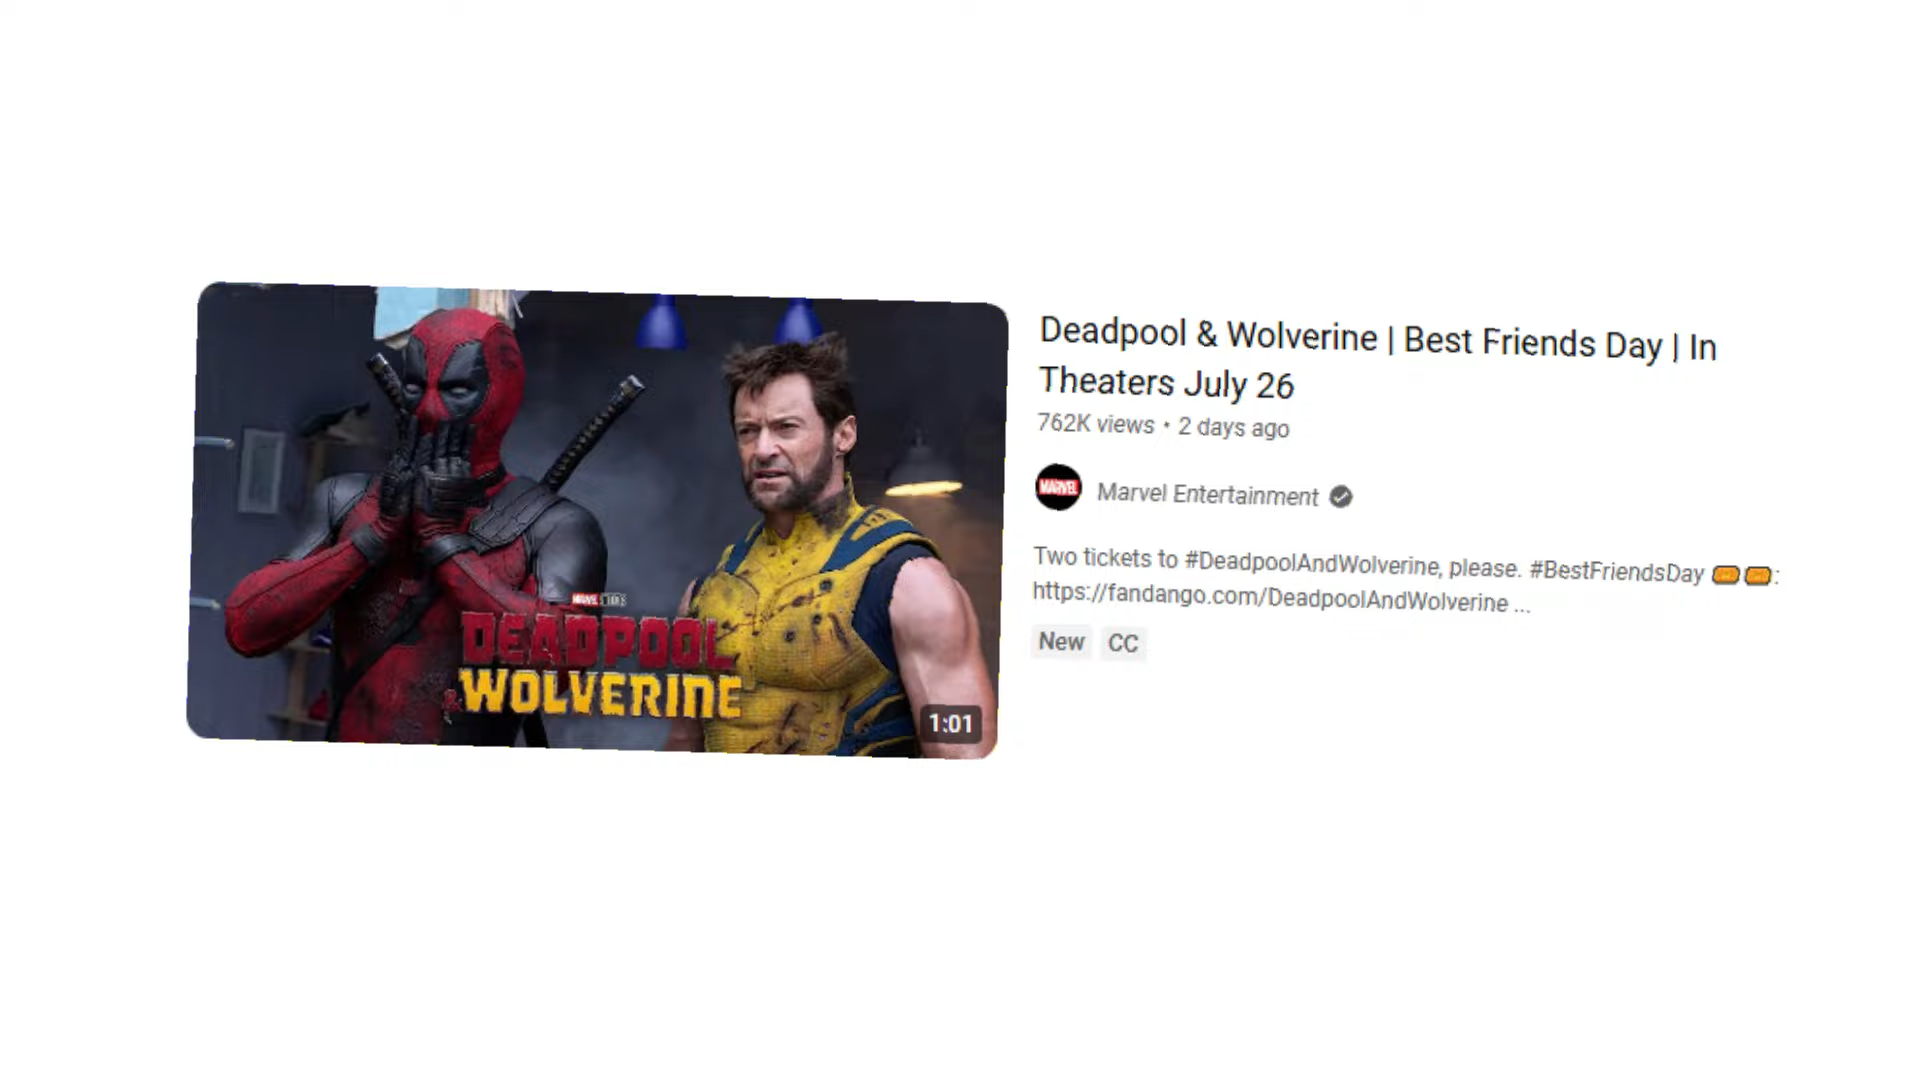 MARVEL STUDIOS
DEADPOOL
&WOLVERINE
1:01
Deadpool & Wolverine | Best Friends Day | In
Theaters July 26
762K views • 2 days ago
MARVEL
Marvel Entertainment
Two tickets to #DeadpoolAndWolverine, please. #BestFriendsDay 🎟🎟:
https://fandango.com/DeadpoolAndWolverine ...
New CC